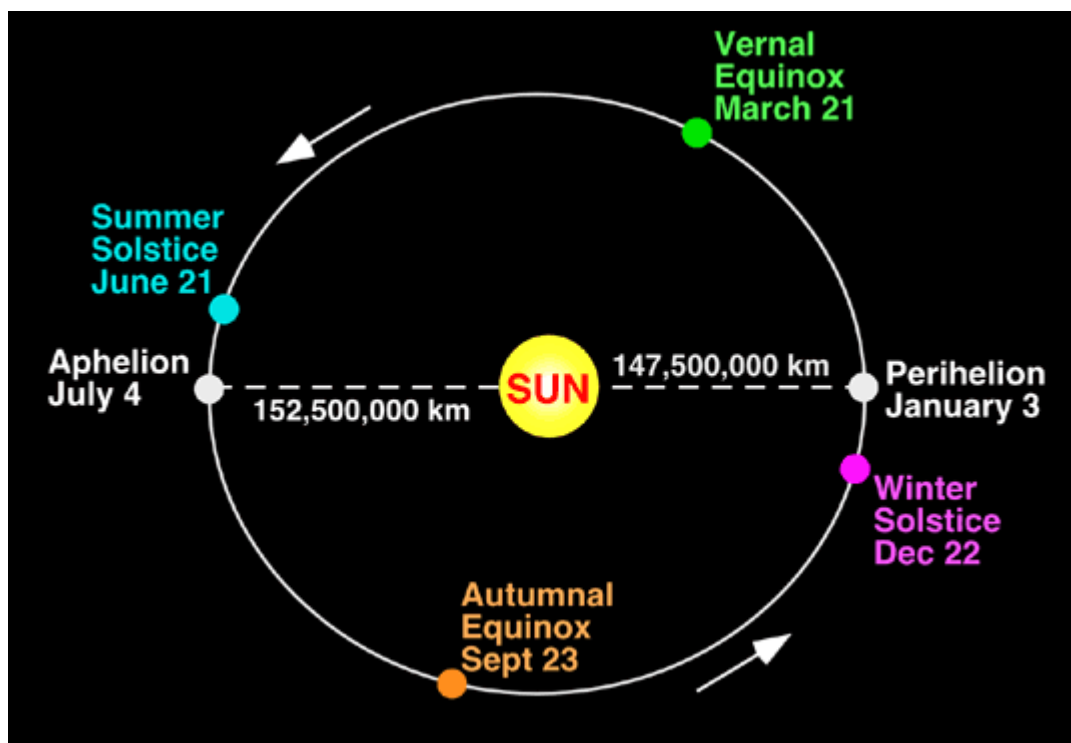 Vernal
Equinox
March 21
Summer
Solstice
June 21
Aphelion
July 4
152,500,000 km
SUN
147,500,000 km
Perihelion
January 3
Winter
Solstice
Dec 22
Autumnal
Equinox
Sept 23